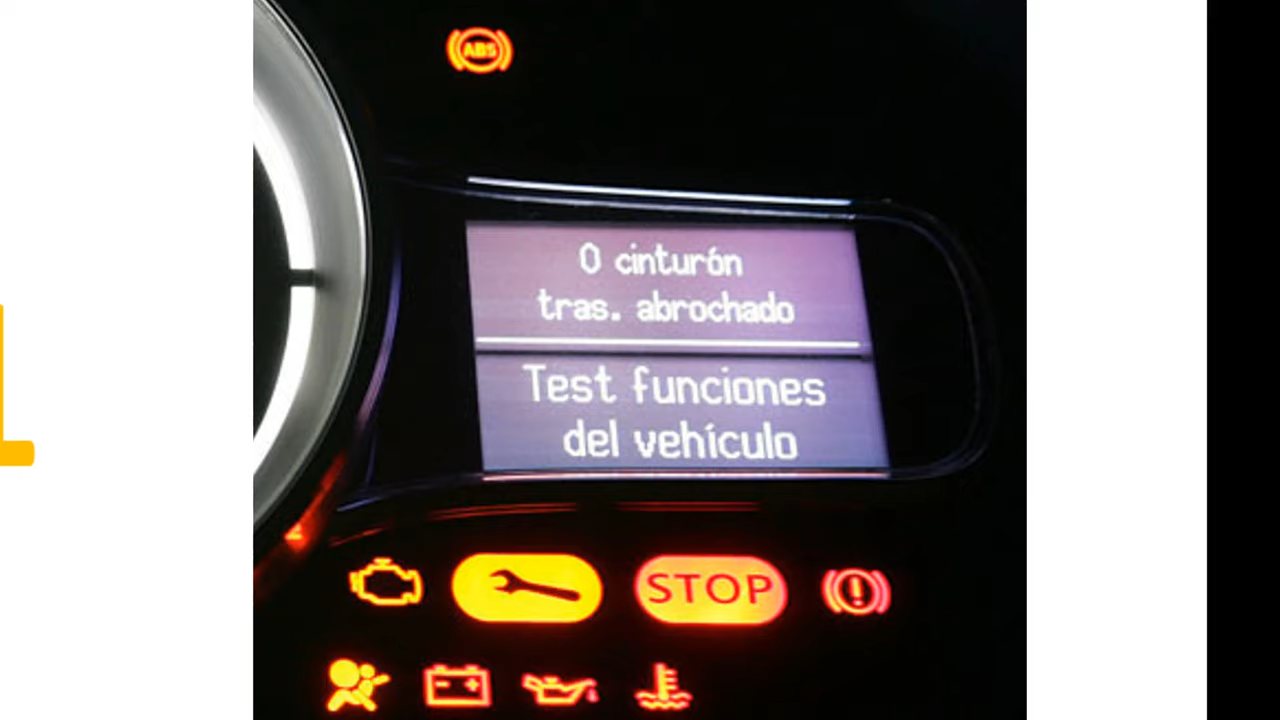 ABS
0 cinturón
tras. abrochado
Test funciones
del vehículo
STOP